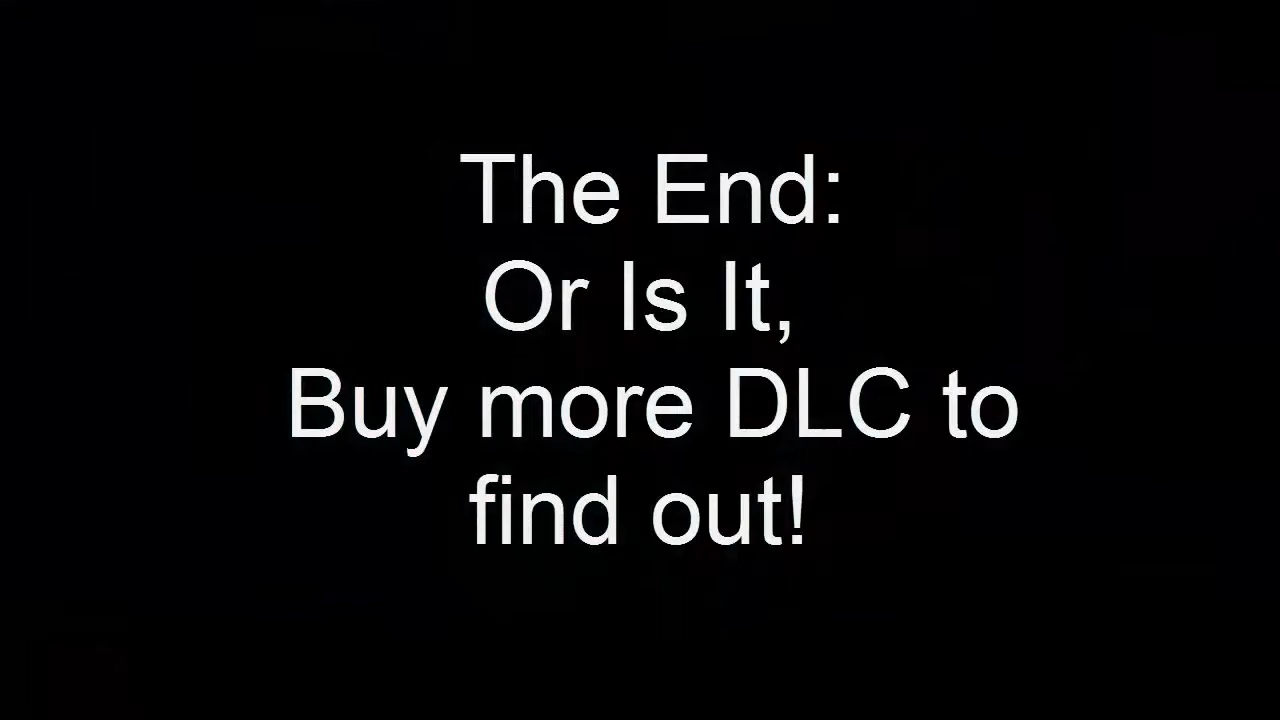 The End:
Or Is It,
Buy more DLC to
find out!